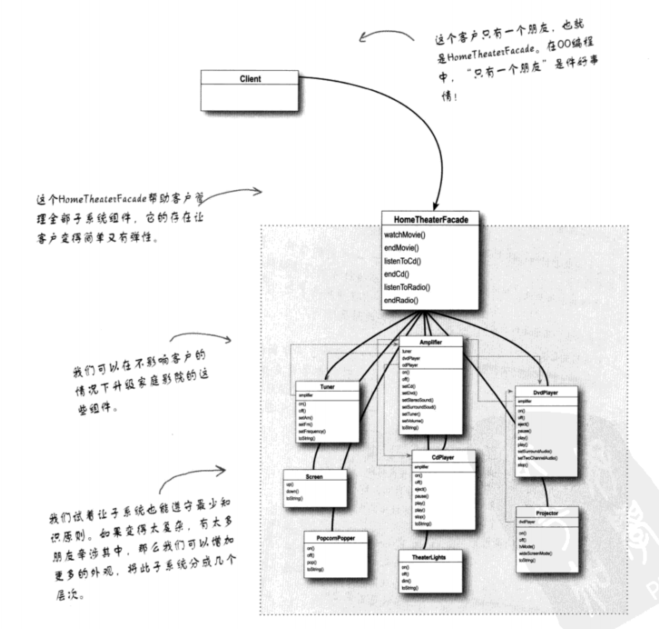 这个客户只有一个朋友，也就
是HomeTheaterFacade。在OO编程
中，“只有一个朋友”是件好事
情！
Client
这个HomeTheaterFacade帮助客户管
理全部子系统组件，它的存在让
客户变得简单又有弹性。
HomeTheaterFacade
watchMovie()
endMovie()
listenToCd()
endCd()
listenToRadio()
endRadio()
我们可以在不影响客户的
情况下升级家庭影院的这
些组件。
Amplifier
tuner
dvdPlayer
cdPlayer
on()
off()
setCd()
setDvd()
setStereoSound()
setSurroundSound()
setTuner()
setVolume()
toString()
Tuner
amplifier
on()
off()
setAm()
setFm()
setFrequency()
toString()
DvdPlayer
amplifier
on()
off()
eject()
pause()
play()
play()
setSurroundAudio()
setTwoChannelAudio()
stop()
CdPlayer
amplifier
on()
off()
eject()
pause()
play()
play()
stop()
toString()
Screen
up()
down()
toString()
我们试着让子系统也能遵守最少知
识原则。如果变得太复杂，有太多
朋友牵涉其中，那么我们可以增加
更多的外观，将此子系统分成几个
层次。
PopcornPopper
on()
off()
pop()
toString()
TheaterLights
on()
off()
dim()
toString()
Projector
dvdPlayer
on()
off()
tvMode()
wideScreenMode()
toString()